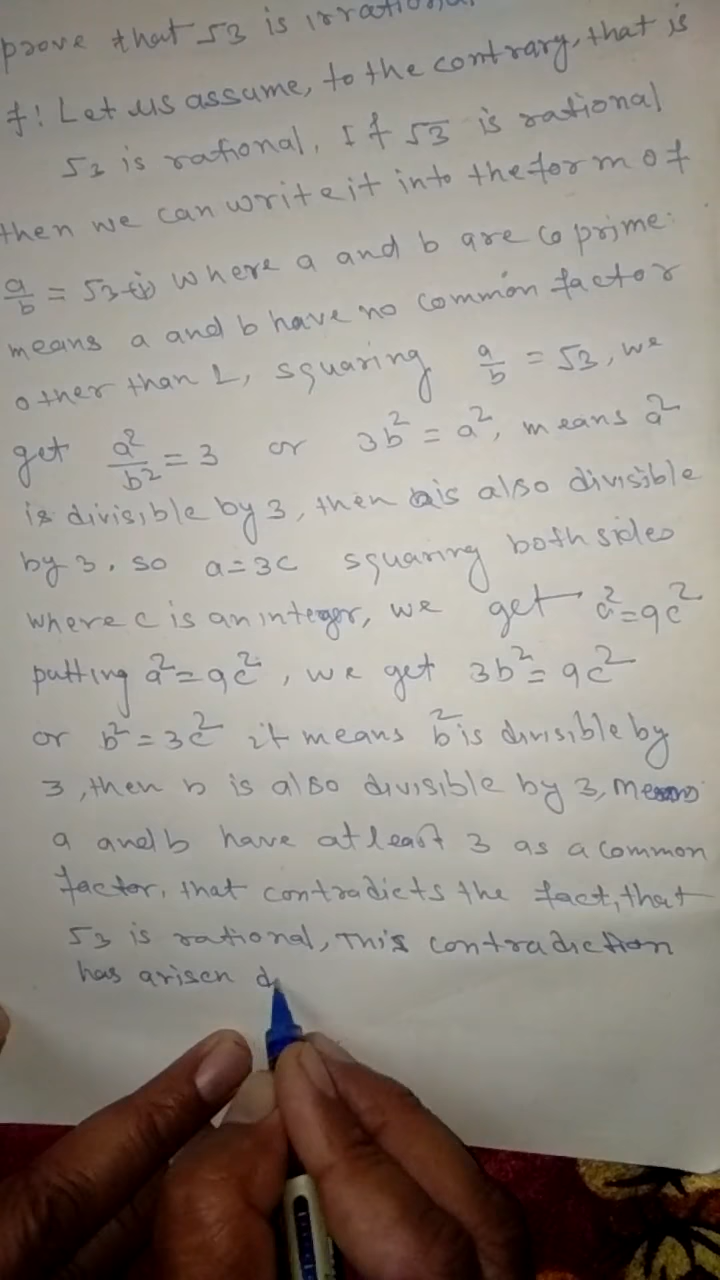 prove that √3 is irrational
f: Let us assume, to the contrary, that is
√3 is rational. If √3 is rational
then we can write it into the form of
a/b = √3 -(i) where a and b are co prime
means a and b have no common factor
other than 1, squaring a/b = √3, we
get a²/b² = 3 or 3b² = a², means a²
is divisible by 3, then a is also divisible
by 3. so a = 3c squaring both sides
where c is an integer, we get a² = 9c²
putting a² = 9c², we get 3b² = 9c²
or b² = 3c² it means b² is divisible by
3, then b is also divisible by 3, means
a and b have at least 3 as a common
factor, that contradicts the fact, that
√3 is rational, This contradiction
has arisen d